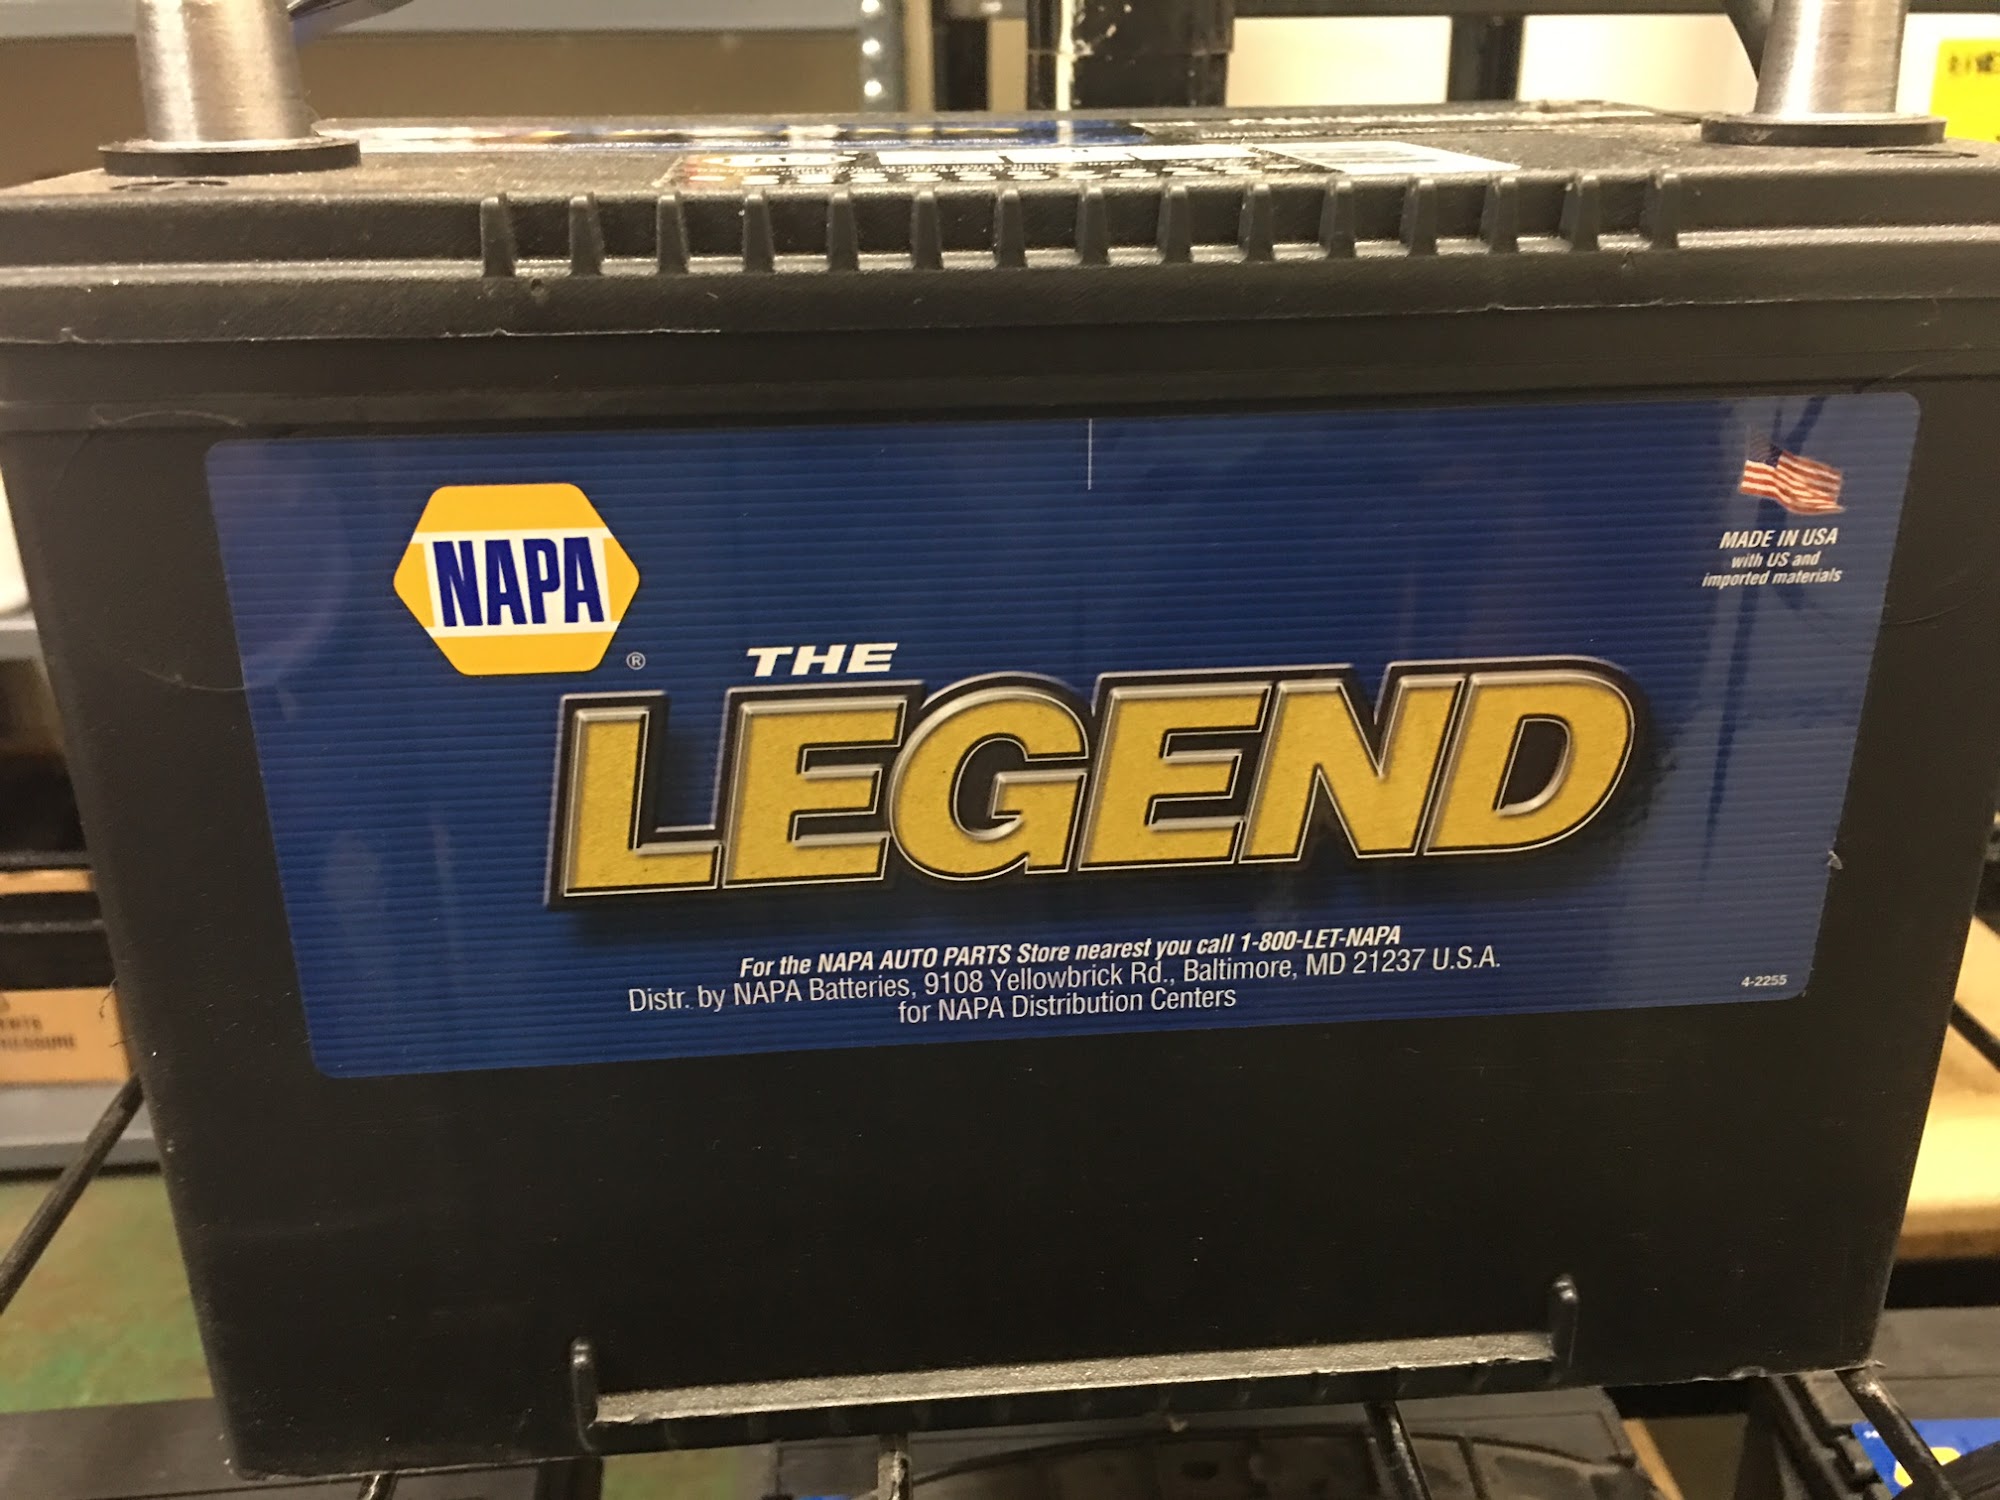 NAPA
®
MADE IN USA
with US and
imported materials
THE
LEGEND
For the NAPA AUTO PARTS Store nearest you call 1-800-LET-NAPA
Distr. by NAPA Batteries, 9108 Yellowbrick Rd., Baltimore, MD 21237 U.S.A.
for NAPA Distribution Centers
4-2255